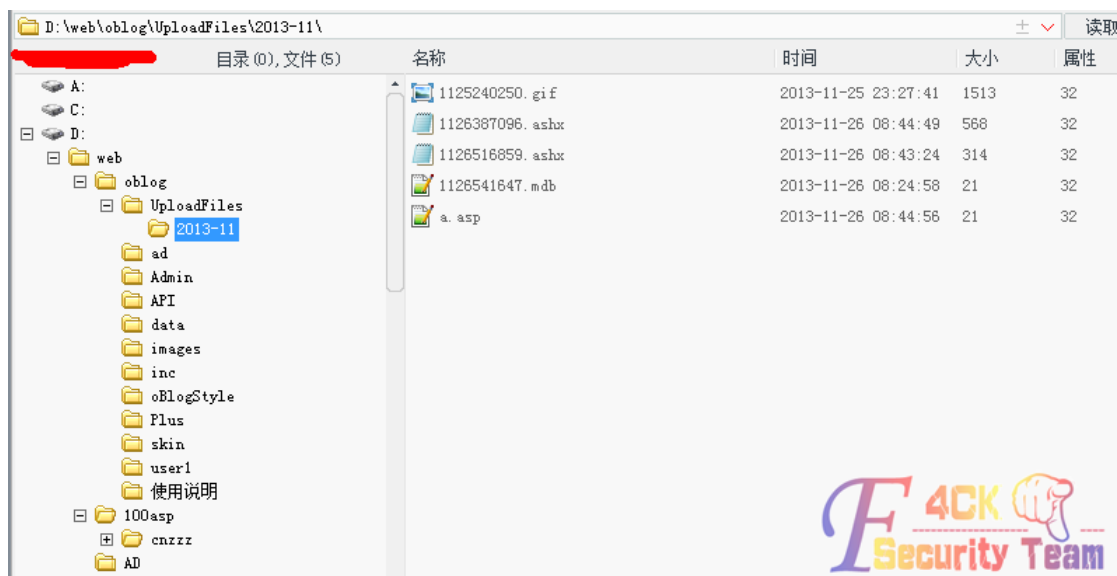 D:\web\oblog\UploadFiles\2013-11\ 读取
目录(0),文件(5) 名称 时间 大小 属性
A:
C:
D:
web
oblog
UploadFiles
2013-11
ad
Admin
API
data
images
inc
oBlogStyle
Plus
skin
user1
使用说明
100asp
cnzzz
AD
1125240250.gif 2013-11-25 23:27:41 1513 32
1126387096.ashx 2013-11-26 08:44:49 568 32
1126516859.ashx 2013-11-26 08:43:24 314 32
1126541647.mdb 2013-11-26 08:24:58 21 32
a.asp 2013-11-26 08:44:56 21 32
F4CK
Security Team